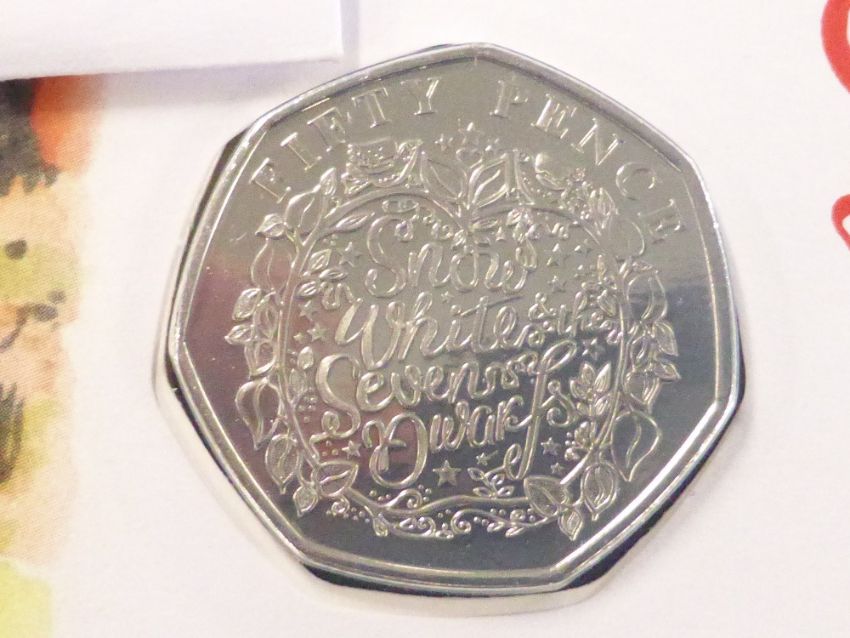 FIFTY PENCE
Snow
White & the
Seven
Dwarfs